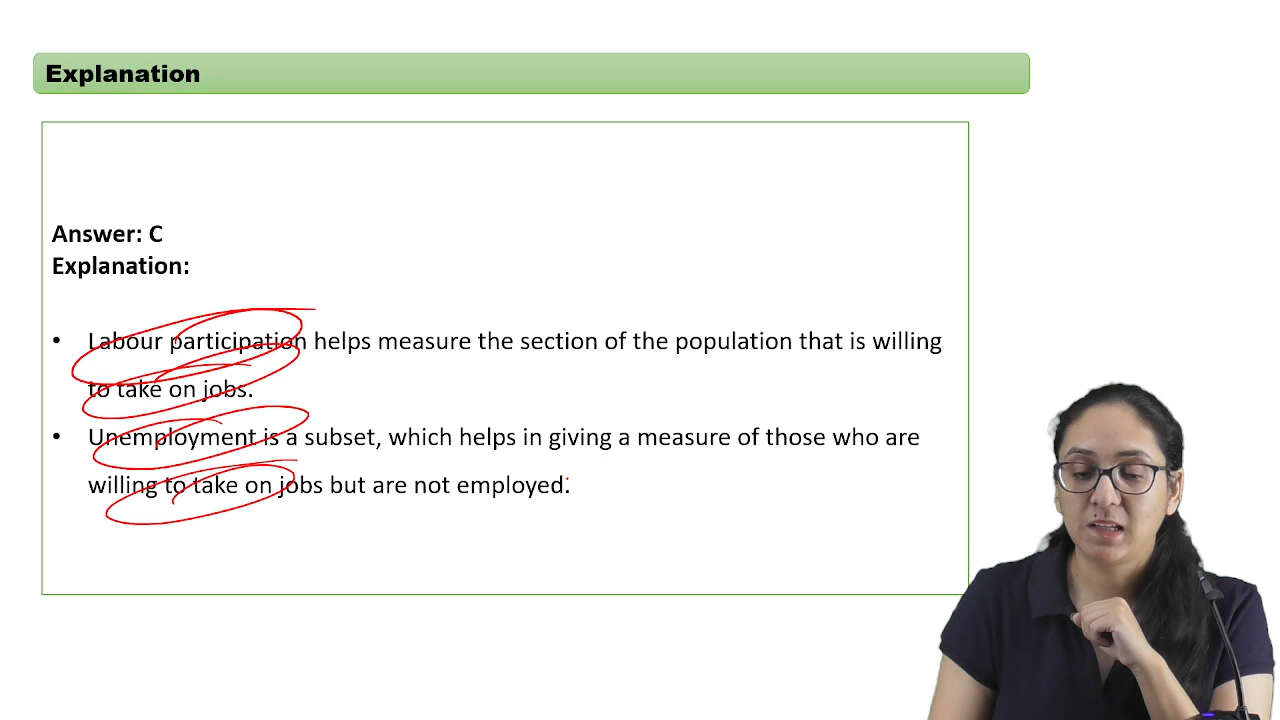 Explanation
Answer: C
Explanation:
• Labour participation helps measure the section of the population that is willing
to take on jobs.
• Unemployment is a subset, which helps in giving a measure of those who are
willing to take on jobs but are not employed.